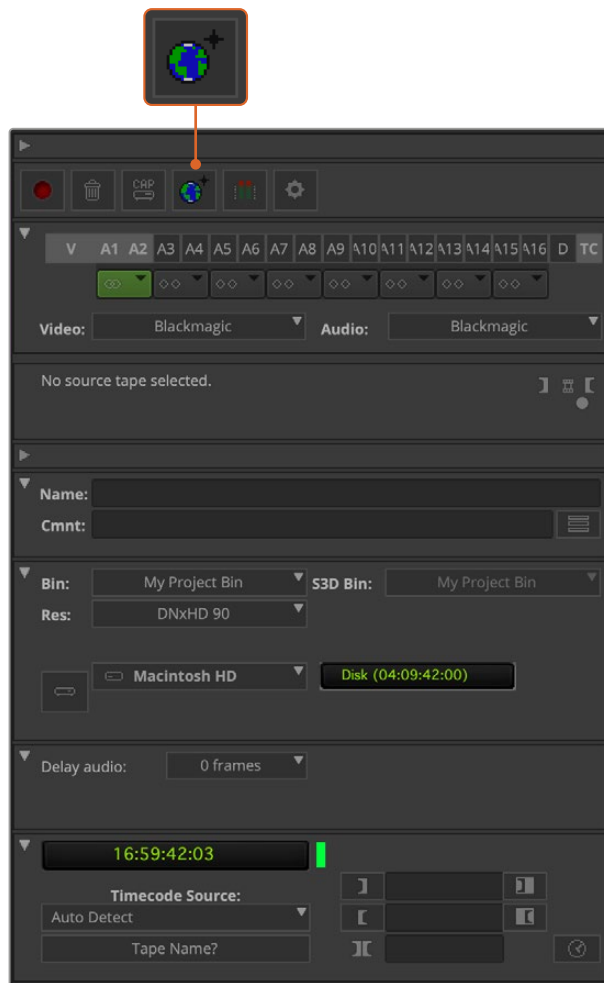 CAP
V A1 A2 A3 A4 A5 A6 A7 A8 A9 A10 A11 A12 A13 A14 A15 A16 D TC
Video: Blackmagic Audio: Blackmagic
No source tape selected.
Name:
Cmnt:
Bin: My Project Bin S3D Bin: My Project Bin
Res: DNxHD 90
Macintosh HD Disk (04:09:42:00)
Delay audio: 0 frames
16:59:42:03
Timecode Source:
Auto Detect
Tape Name?